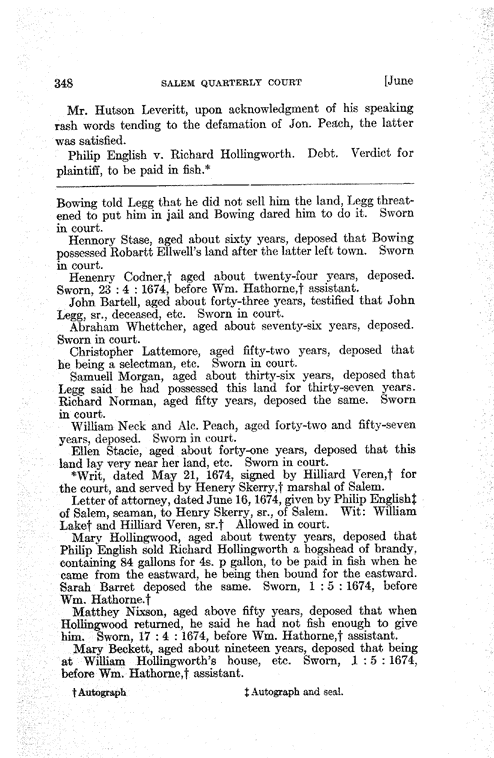 348 SALEM QUARTERLY COURT [June
Mr. Hutson Leveritt, upon acknowledgment of his speaking
rash words tending to the defamation of Jon. Peach, the latter
was satisfied.
Philip English v. Richard Hollingworth. Debt. Verdict for
plaintiff, to be paid in fish.*
Bowing told Legg that he did not sell him the land, Legg threat-
ened to put him in jail and Bowing dared him to do it. Sworn
in court.
Hennory Stase, aged about sixty years, deposed that Bowing
possessed Robartt Ellwell's land after the latter left town. Sworn
in court.
Henenry Codner,† aged about twenty-four years, deposed.
Sworn, 23 : 4 : 1674, before Wm. Hathorne,† assistant.
John Bartell, aged about forty-three years, testified that John
Legg, sr., deceased, etc. Sworn in court.
Abraham Whettcher, aged about seventy-six years, deposed.
Sworn in court.
Christopher Lattemore, aged fifty-two years, deposed that
he being a selectman, etc. Sworn in court.
Samuell Morgan, aged about thirty-six years, deposed that
Legg said he had possessed this land for thirty-seven years.
Richard Norman, aged fifty years, deposed the same. Sworn
in court.
William Neck and Alc. Peach, aged forty-two and fifty-seven
years, deposed. Sworn in court.
Ellen Stacie, aged about forty-one years, deposed that this
land lay very near her land, etc. Sworn in court.
*Writ, dated May 21, 1674, signed by Hilliard Veren,† for
the court, and served by Henery Skerry,† marshal of Salem.
Letter of attorney, dated June 16, 1674, given by Philip English‡
of Salem, seaman, to Henry Skerry, sr., of Salem. Wit: William
Lake† and Hilliard Veren, sr.† Allowed in court.
Mary Hollingwood, aged about twenty years, deposed that
Philip English sold Richard Hollingworth a hogshead of brandy,
containing 84 gallons for 4s. p gallon, to be paid in fish when he
came from the eastward, he being then bound for the eastward.
Sarah Barret deposed the same. Sworn, 1 : 5 : 1674, before
Wm. Hathorne.†
Matthey Nixson, aged above fifty years, deposed that when
Hollingwood returned, he said he had not fish enough to give
him. Sworn, 17 : 4 : 1674, before Wm. Hathorne,† assistant.
Mary Beckett, aged about nineteen years, deposed that being
at William Hollingworth's house, etc. Sworn, 1 : 5 : 1674,
before Wm. Hathorne,† assistant.
† Autograph ‡ Autograph and seal.